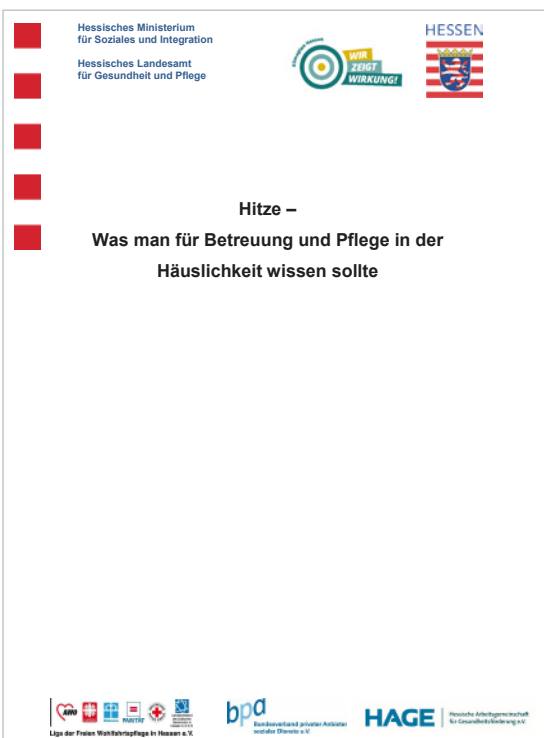 Hessisches Ministerium
für Soziales und Integration
Hessisches Landesamt
für Gesundheit und Pflege
WIR
ZEIGT
WIRKUNG!
HESSEN
Hitze –
Was man für Betreuung und Pflege in der
Häuslichkeit wissen sollte
AWO
PARITÄT
Liga der Freien Wohlfahrtspflege in Hessen e.V.
bpa
Bundesverband privater Anbieter
sozialer Dienste e.V.
HAGE
Hessische Arbeitsgemeinschaft
für Gesundheitsförderung e.V.